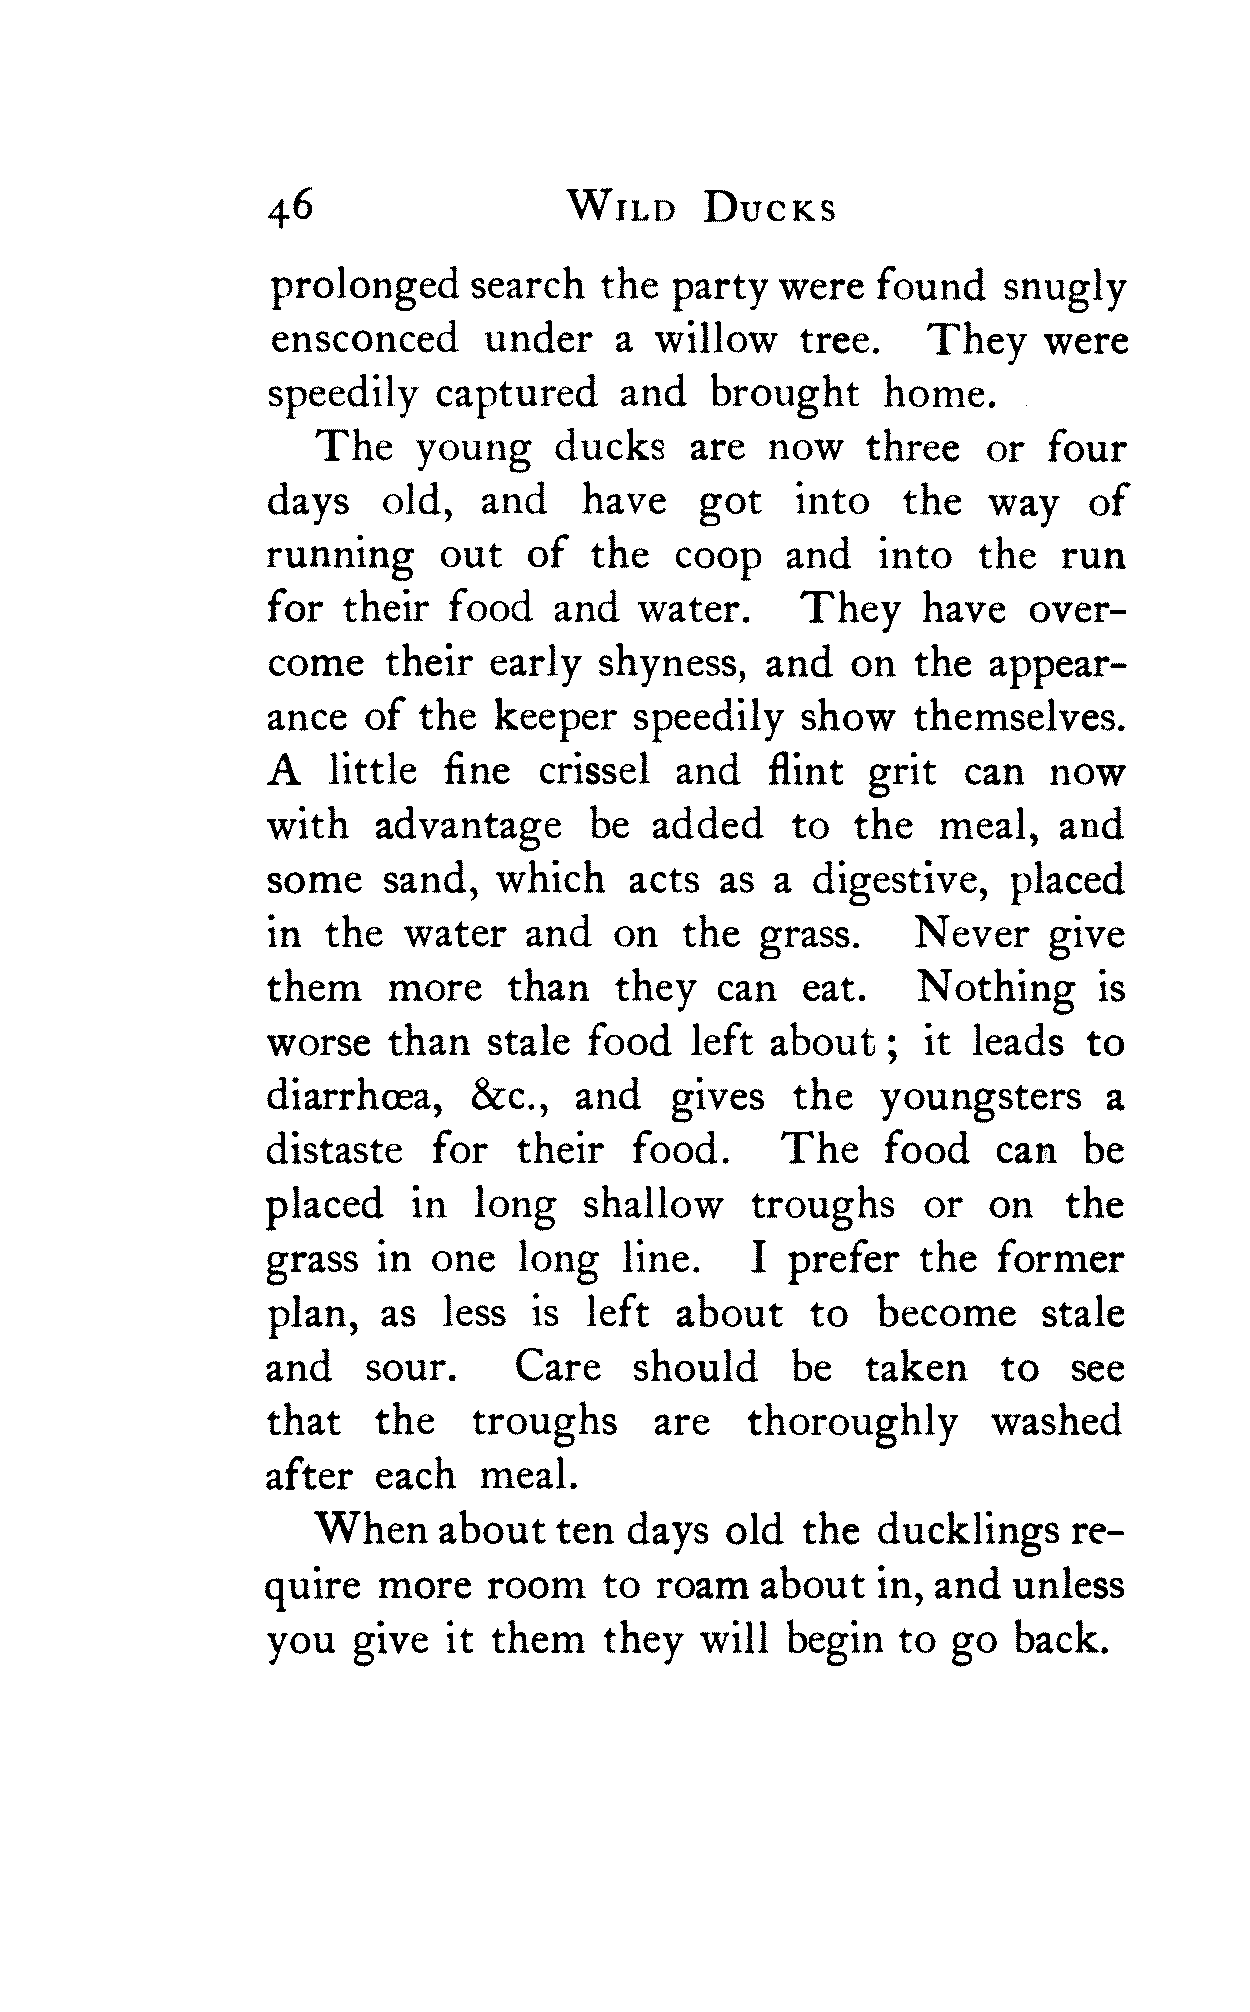 46 Wild Ducks
prolonged search the party were found snugly
ensconced under a willow tree. They were
speedily captured and brought home.
The young ducks are now three or four
days old, and have got into the way of
running out of the coop and into the run
for their food and water. They have over-
come their early shyness, and on the appear-
ance of the keeper speedily show themselves.
A little fine crissel and flint grit can now
with advantage be added to the meal, and
some sand, which acts as a digestive, placed
in the water and on the grass. Never give
them more than they can eat. Nothing is
worse than stale food left about; it leads to
diarrhœa, &c., and gives the youngsters a
distaste for their food. The food can be
placed in long shallow troughs or on the
grass in one long line. I prefer the former
plan, as less is left about to become stale
and sour. Care should be taken to see
that the troughs are thoroughly washed
after each meal.
When about ten days old the ducklings re-
quire more room to roam about in, and unless
you give it them they will begin to go back.